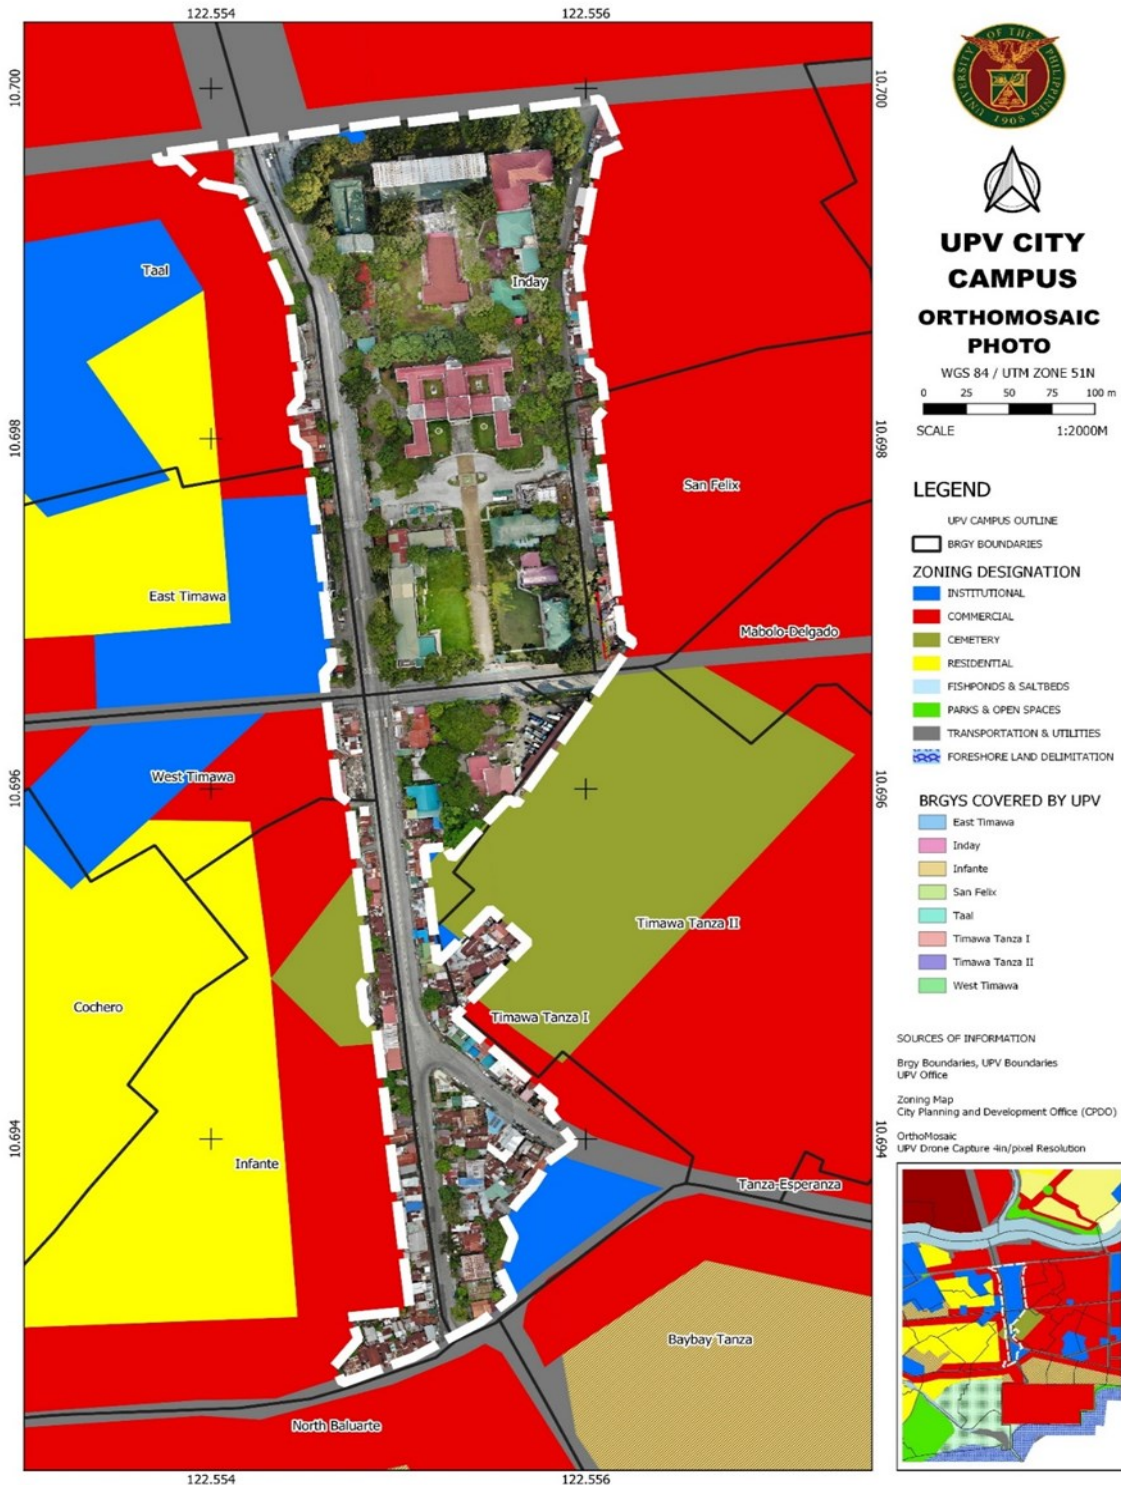 122.554
122.556
10.700
10.700
UNIVERSITY OF THE PHILIPPINES
1908
UPV CITY
CAMPUS
ORTHOMOSAIC
PHOTO
WGS 84 / UTM ZONE 51N
0 25 50 75 100 m
SCALE 1:2000M
Taal
Inday
10.698
10.698
San Felix
East Timawa
Mabolo-Delgado
West Timawa
10.696
10.696
Timawa Tanza II
Cochero
Timawa Tanza I
10.694
10.694
Infante
Tanza-Esperanza
Baybay Tanza
North Baluarte
122.554
122.556
LEGEND
UPV CAMPUS OUTLINE
BRGY BOUNDARIES
ZONING DESIGNATION
INSTITUTIONAL
COMMERCIAL
CEMETERY
RESIDENTIAL
FISHPONDS & SALTBEDS
PARKS & OPEN SPACES
TRANSPORTATION & UTILITIES
FORESHORE LAND DELIMITATION
BRGYS COVERED BY UPV
East Timawa
Inday
Infante
San Felix
Taal
Timawa Tanza I
Timawa Tanza II
West Timawa
SOURCES OF INFORMATION
Brgy Boundaries, UPV Boundaries
UPV Office
Zoning Map
City Planning and Development Office (CPDO)
OrthoMosaic
UPV Drone Capture 4in/pixel Resolution